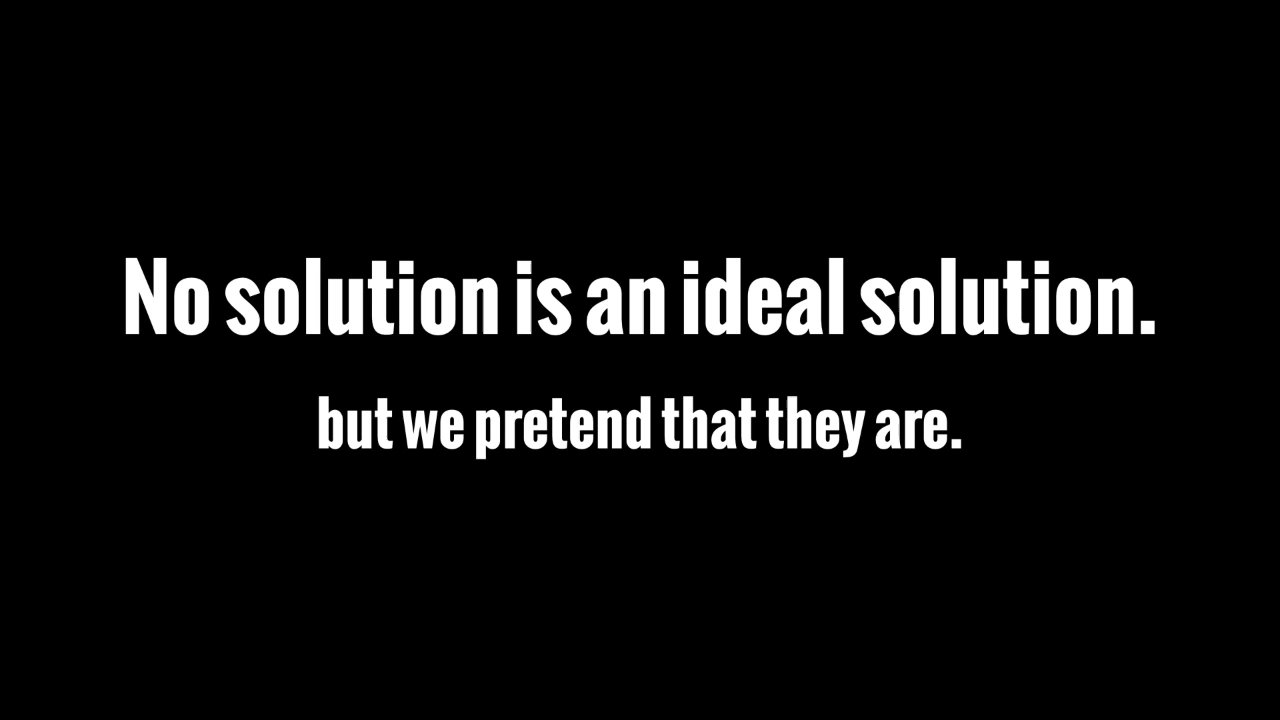 No solution is an ideal solution.
but we pretend that they are.